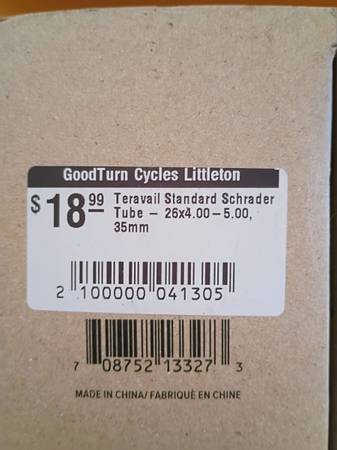 GoodTurn Cycles Littleton
$18.99 Teravail Standard Schrader
Tube - 26x4.00-5.00,
35mm
2 100000 041305
7 08752 13327 3
MADE IN CHINA/ FABRIQUÉ EN CHINE